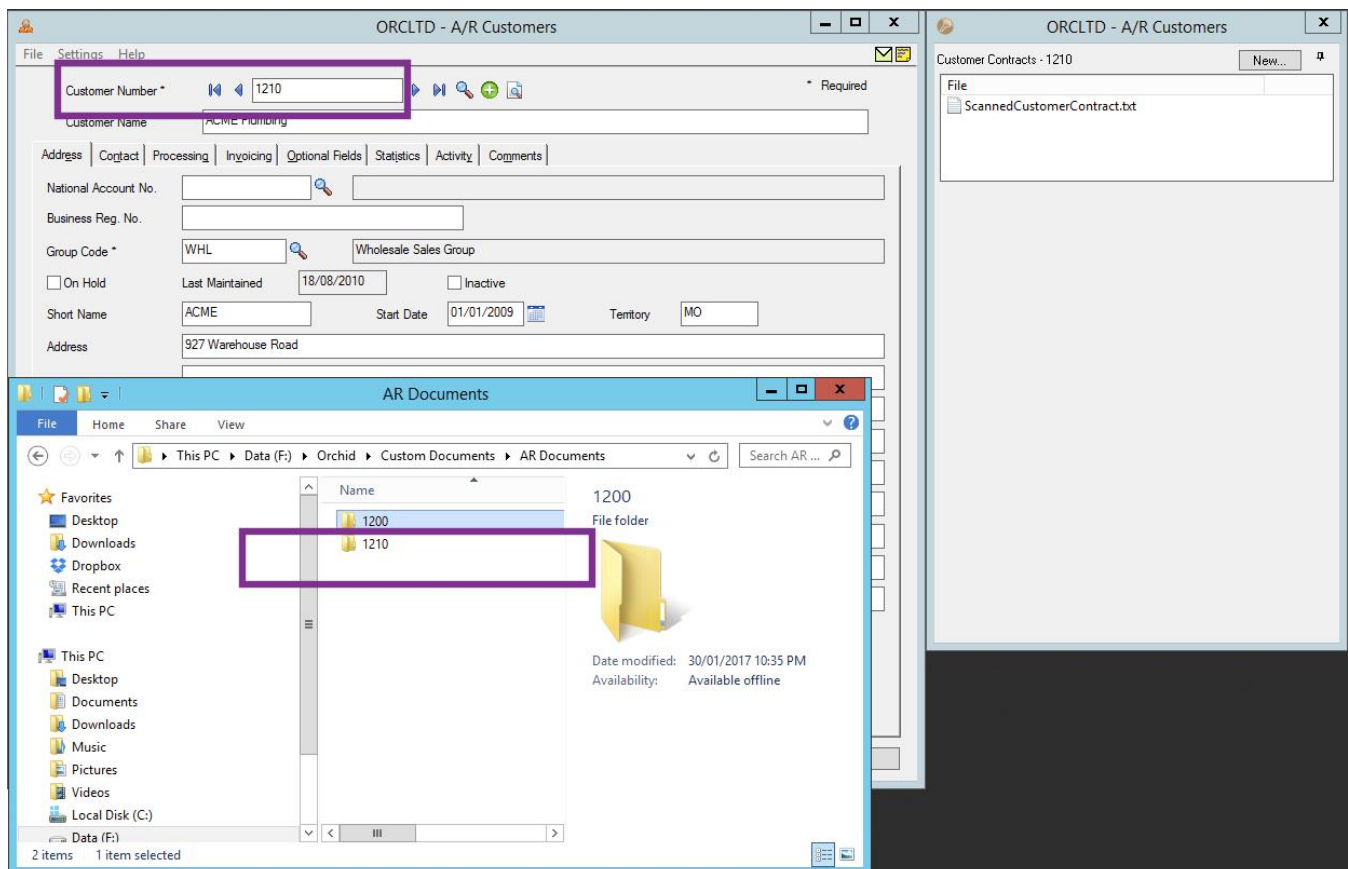 ORCLTD - A/R Customers
File Settings Help
Customer Number *
1210
* Required
Customer Name
ACME Plumbing
Address Contact Processing Invoicing Optional Fields Statistics Activity Comments
National Account No.
Business Reg. No.
Group Code *
WHL
Wholesale Sales Group
On Hold
Last Maintained
18/08/2010
Inactive
Short Name
ACME
Start Date
01/01/2009
Territory
MO
Address
927 Warehouse Road
ORCLTD - A/R Customers
Customer Contracts - 1210
New...
File
ScannedCustomerContract.txt
AR Documents
File Home Share View
This PC Data (F:) Orchid Custom Documents AR Documents
Search AR ...
Favorites
Desktop
Downloads
Dropbox
Recent places
This PC
This PC
Desktop
Documents
Downloads
Music
Pictures
Videos
Local Disk (C:)
Data (F:)
Name
1200
1210
1200
File folder
Date modified: 30/01/2017 10:35 PM
Availability: Available offline
2 items 1 item selected